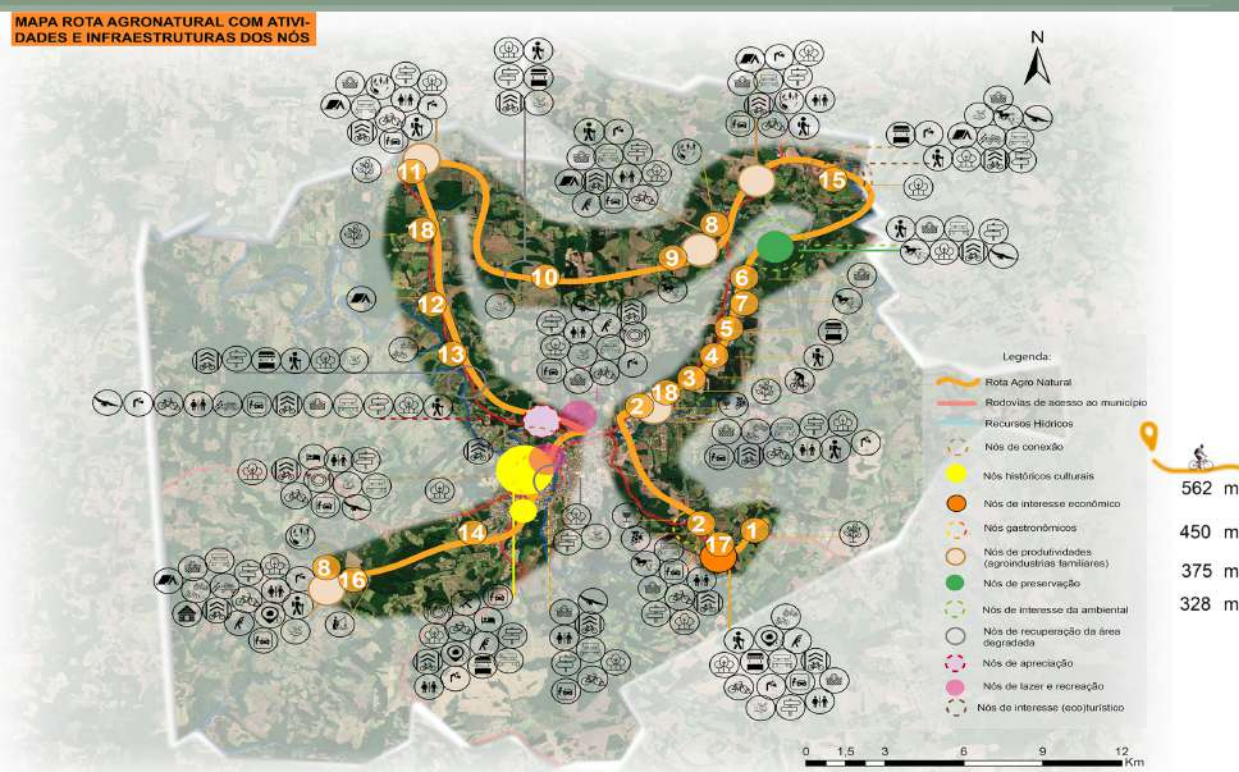 MAPA ROTA AGRONATURAL COM ATIVI-
DADES E INFRAESTRUTURAS DOS NÓS
N
11
15
18
8
9
10
6
7
12
5
13
4
3
18
2
2
1
17
14
8
16
Legenda:
Rota Agro Natural
Rodovias de acesso ao município
Recursos Hídricos
Nós de conexão
Nós históricos culturais
Nós de interesse econômico
Nós gastronômicos
Nós de produtividades
(agroindustrias familiares)
Nós de preservação
Nós de interesse da ambiental
Nós de recuperação da área
degradada
Nós de apreciação
Nós de lazer e recreação
Nós de interesse (eco)turístico
562 m
450 m
375 m
328 m
0 1,5 3 6 9 12
Km